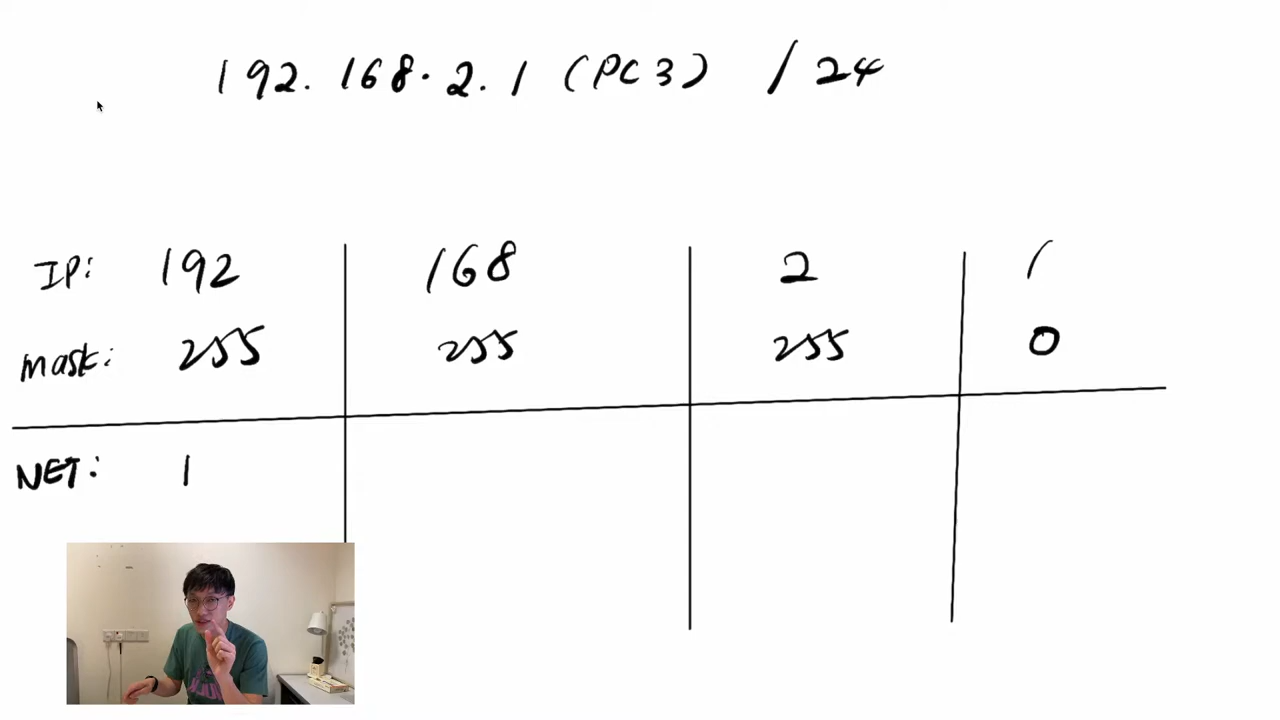 192.168.2.1 (PC3) /24
IP: 192 168 2 1
mask: 255 255 255 0
NET: 1